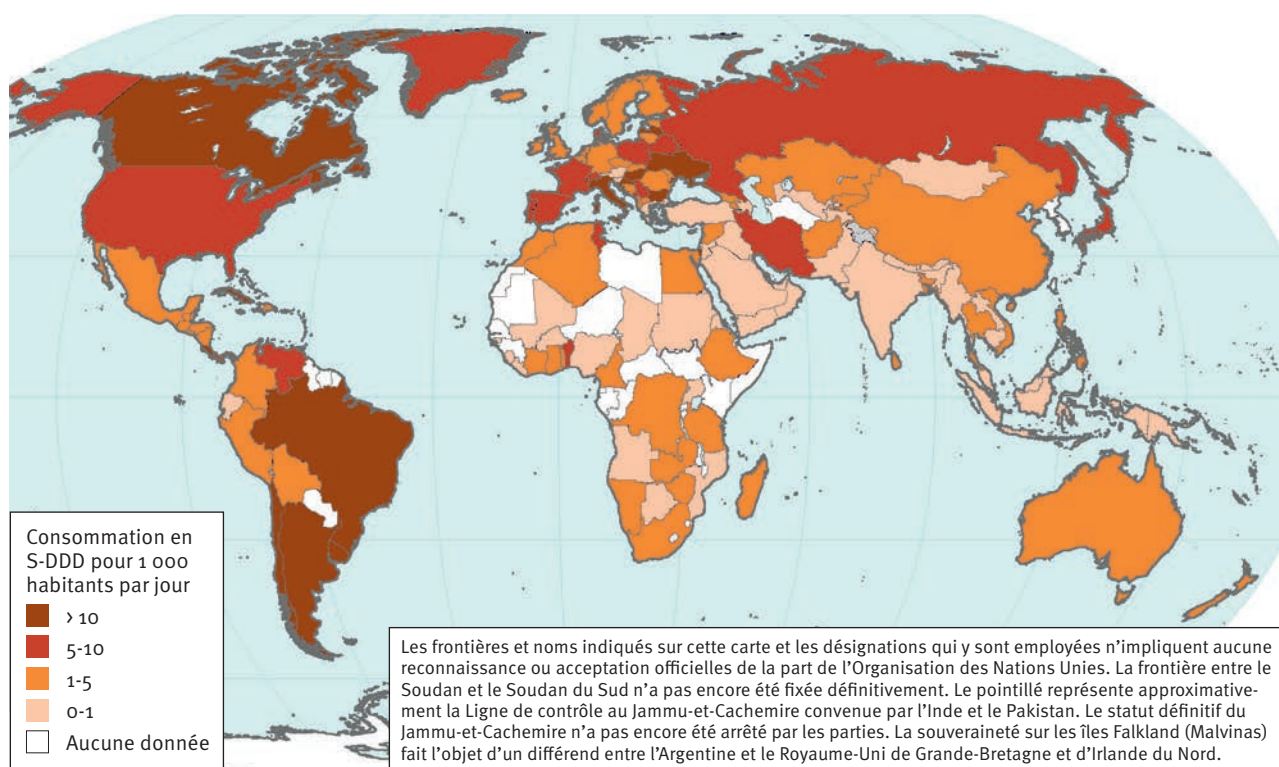 Consommation en
S-DDD pour 1 000
habitants par jour
> 10
5-10
1-5
0-1
Aucune donnée
Les frontières et noms indiqués sur cette carte et les désignations qui y sont employées n’impliquent aucune
reconnaissance ou acceptation officielles de la part de l’Organisation des Nations Unies. La frontière entre le
Soudan et le Soudan du Sud n’a pas encore été fixée définitivement. Le pointillé représente approximative-
ment la Ligne de contrôle au Jammu-et-Cachemire convenue par l’Inde et le Pakistan. Le statut définitif du
Jammu-et-Cachemire n’a pas encore été arrêté par les parties. La souveraineté sur les îles Falkland (Malvinas)
fait l’objet d’un différend entre l’Argentine et le Royaume-Uni de Grande-Bretagne et d’Irlande du Nord.